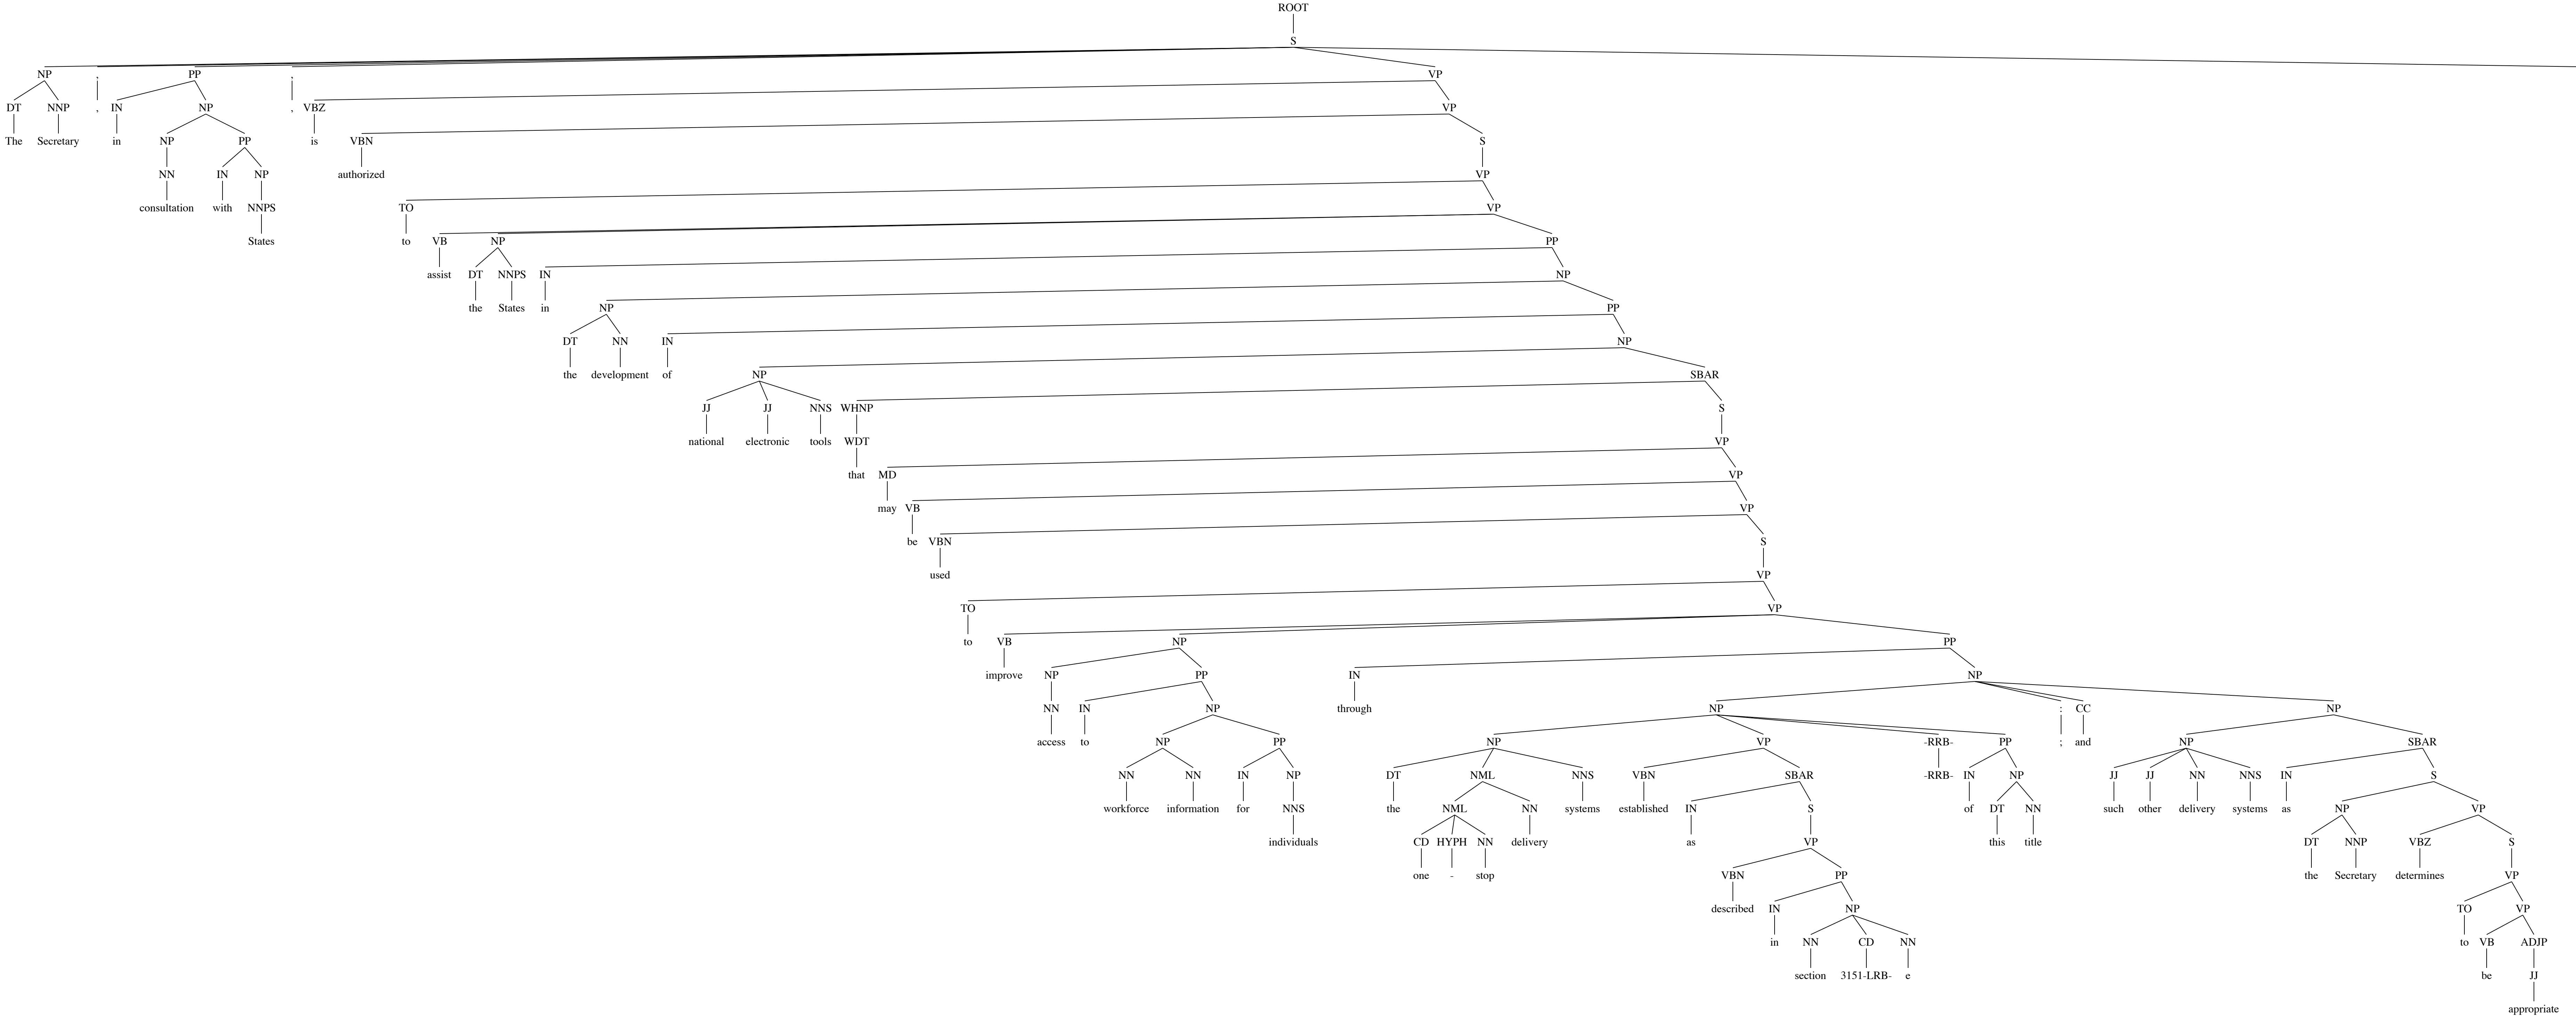 ROOT
S
NP , PP , VP
DT NNP , IN NP , VBZ VP
The Secretary in NP PP is VBN S
NN IN NP authorized VP
consultation with NNPS TO VP
States to VB NP PP
assist DT NNPS IN NP
the States in NP PP
DT NN IN NP
the development of NP SBAR
JJ JJ NNS WHNP S
national electronic tools WDT VP
that MD VP
may VB VP
be VBN S
used VP
TO VP
to VB NP PP
improve NP PP IN NP
NN IN NP through NP : CC NP
access to NP PP NP VP -RRB- PP ; and NP SBAR
NN NN IN NP DT NML NNS VBN SBAR -RRB- IN NP JJ JJ NN NNS IN S
workforce information for NNS the NML NN systems established IN S of DT NN such other delivery systems as NP VP
individuals CD HYPH NN delivery as VP this title DT NNP VBZ S
one - stop VBN PP the Secretary determines VP
described IN NP TO VP
in NN CD NN to VB ADJP
section 3151-LRB- e be JJ
appropriate